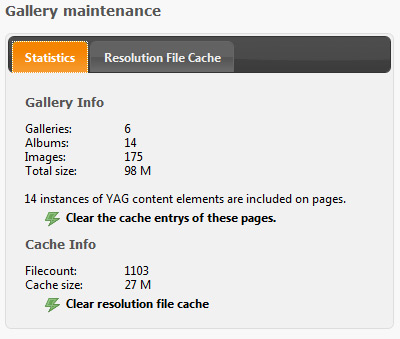 Gallery maintenance
Statistics Resolution File Cache
Gallery Info
Galleries: 6
Albums: 14
Images: 175
Total size: 98 M
14 instances of YAG content elements are included on pages.
Clear the cache entrys of these pages.
Cache Info
Filecount: 1103
Cache size: 27 M
Clear resolution file cache